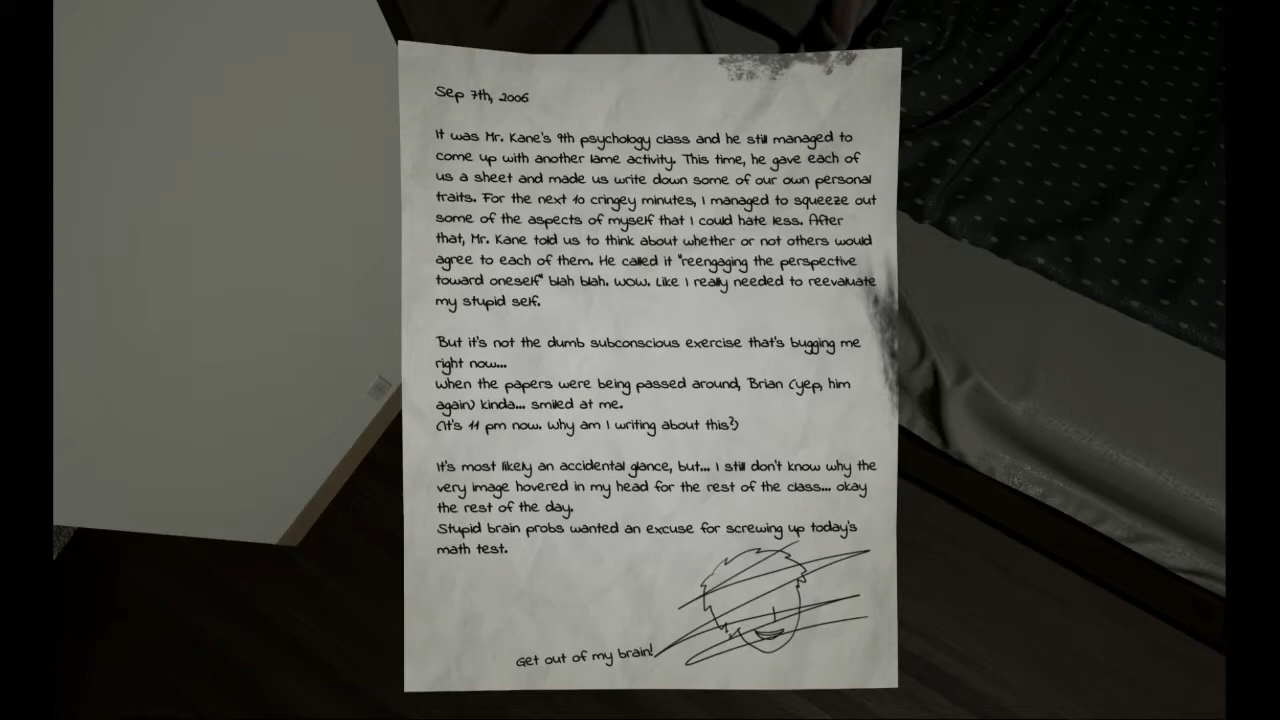 Sep 7th, 2006
It was Mr. Kane's 9th psychology class and he still managed to
come up with another lame activity. This time, he gave each of
us a sheet and made us write down some of our own personal
traits. For the next 10 cringey minutes, I managed to squeeze out
some of the aspects of myself that I could hate less. After
that, Mr. Kane told us to think about whether or not others would
agree to each of them. He called it "reengaging the perspective
toward oneself" blah blah. Wow. Like I really needed to reevaluate
my stupid self.
But it's not the dumb subconscious exercise that's bugging me
right now...
When the papers were being passed around, Brian (yep, him
again) kinda... smiled at me.
(It's 11 pm now. Why am I writing about this?)
It's most likely an accidental glance, but... I still don't know why the
very image hovered in my head for the rest of the class... okay
the rest of the day.
Stupid brain probs wanted an excuse for screwing up today's
math test.
Get out of my brain!